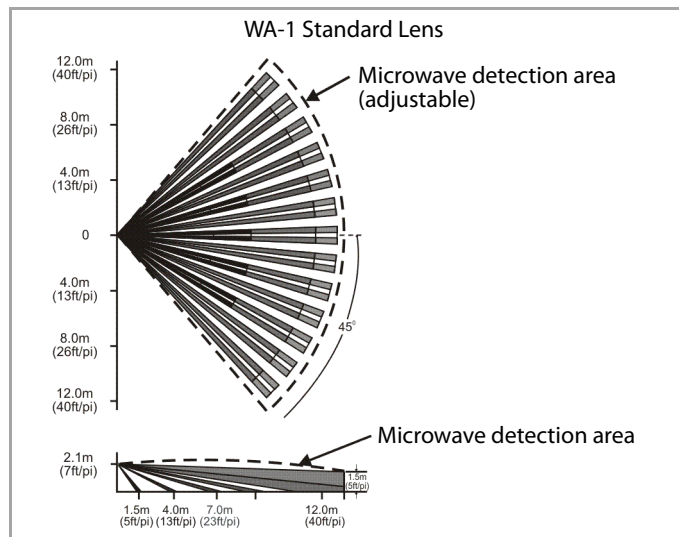 WA-1 Standard Lens
12.0m
(40ft/pi)
Microwave detection area
(adjustable)
8.0m
(26ft/pi)
4.0m
(13ft/pi)
0
4.0m
(13ft/pi)
45⁰
8.0m
(26ft/pi)
12.0m
(40ft/pi)
Microwave detection area
2.1m
(7ft/pi)
1.5m
(5ft/pi)
1.5m
(5ft/pi)
4.0m
(13ft/pi)
7.0m
(23ft/pi)
12.0m
(40ft/pi)